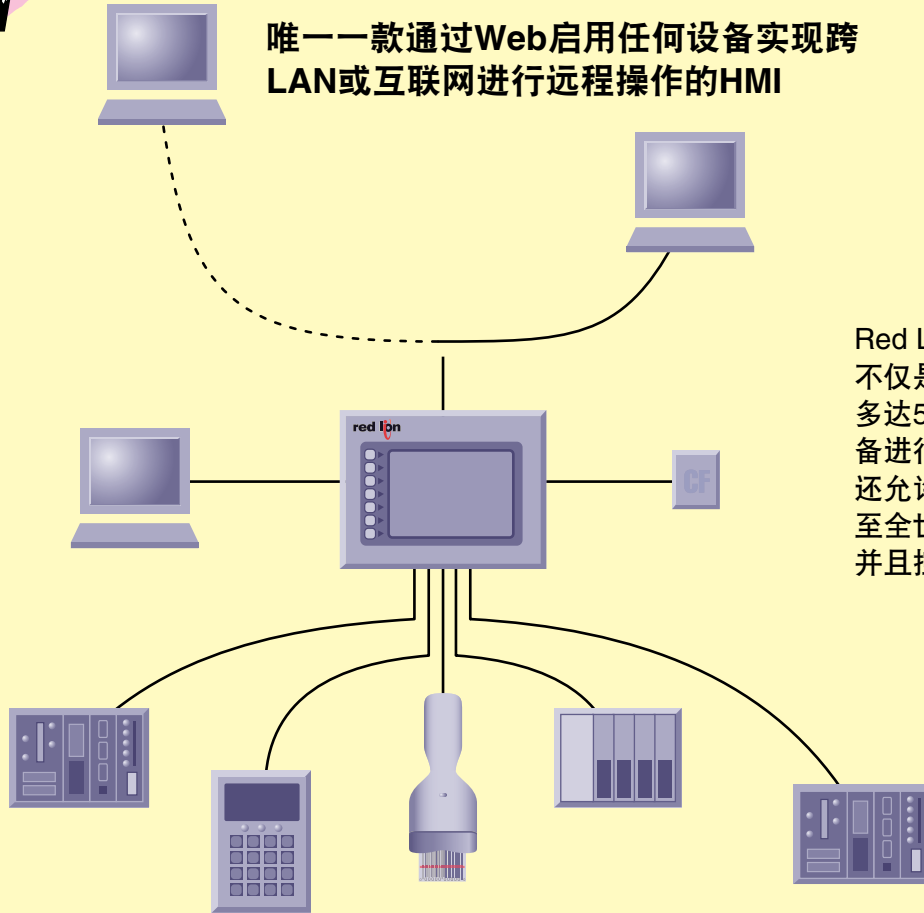 唯一一款通过Web启用任何设备实现跨
LAN或互联网进行远程操作的HMI
Red L
不仅是
多达5
备进行
还允
至全世
并且
red lion
CF